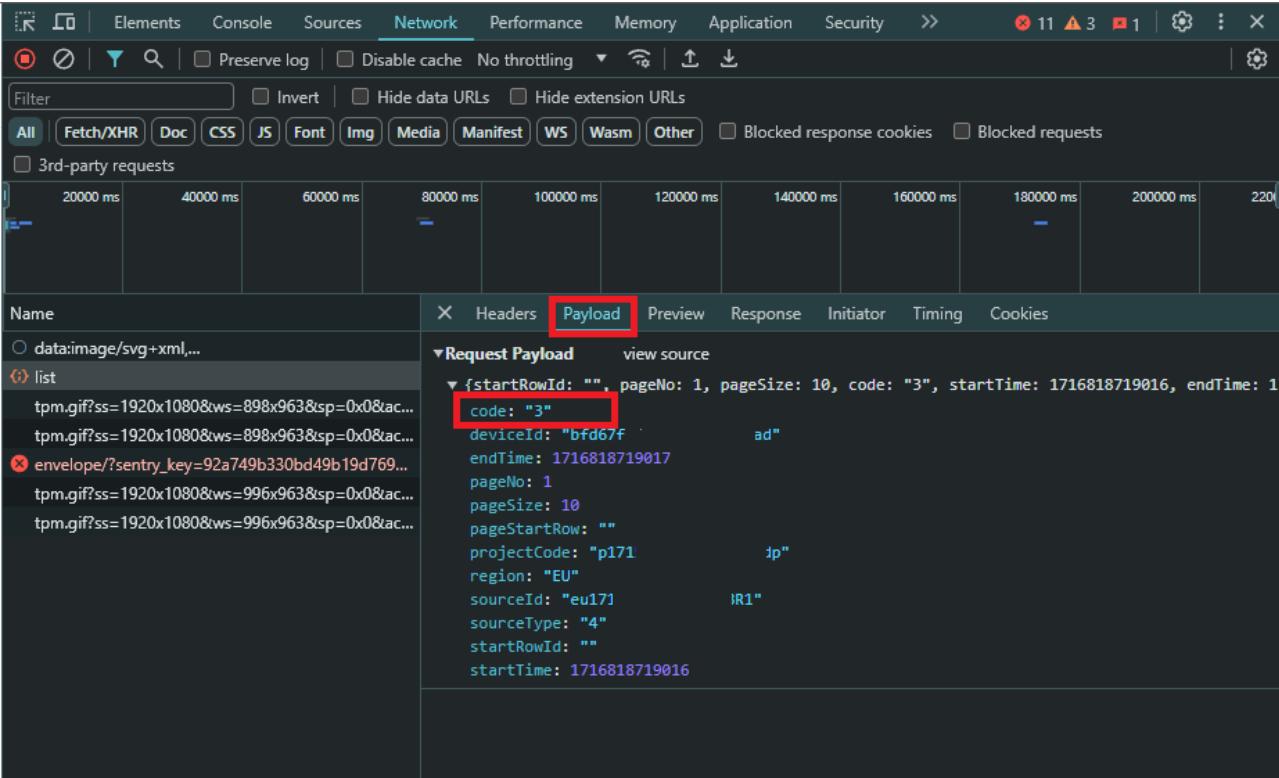 Elements Console Sources Network Performance Memory Application Security >> 11 3 1
Preserve log Disable cache No throttling
Filter Invert Hide data URLs Hide extension URLs
All Fetch/XHR Doc CSS JS Font Img Media Manifest WS Wasm Other Blocked response cookies Blocked requests
3rd-party requests
20000 ms 40000 ms 60000 ms 80000 ms 100000 ms 120000 ms 140000 ms 160000 ms 180000 ms 200000 ms 220
Name
data:image/svg+xml,...
list
tpm.gif?ss=1920x1080&ws=898x963&sp=0x0&ac...
tpm.gif?ss=1920x1080&ws=898x963&sp=0x0&ac...
envelope/?sentry_key=92a749b330bd49b19d769...
tpm.gif?ss=1920x1080&ws=996x963&sp=0x0&ac...
tpm.gif?ss=1920x1080&ws=996x963&sp=0x0&ac...
Headers Payload Preview Response Initiator Timing Cookies
▼Request Payload view source
▼ {startRowId: "", pageNo: 1, pageSize: 10, code: "3", startTime: 1716818719016, endTime: 1
code: "3"
deviceId: "bfd67f ad"
endTime: 1716818719017
pageNo: 1
pageSize: 10
pageStartRow: ""
projectCode: "p171 dp"
region: "EU"
sourceId: "eu171 R1"
sourceType: "4"
startRowId: ""
startTime: 1716818719016